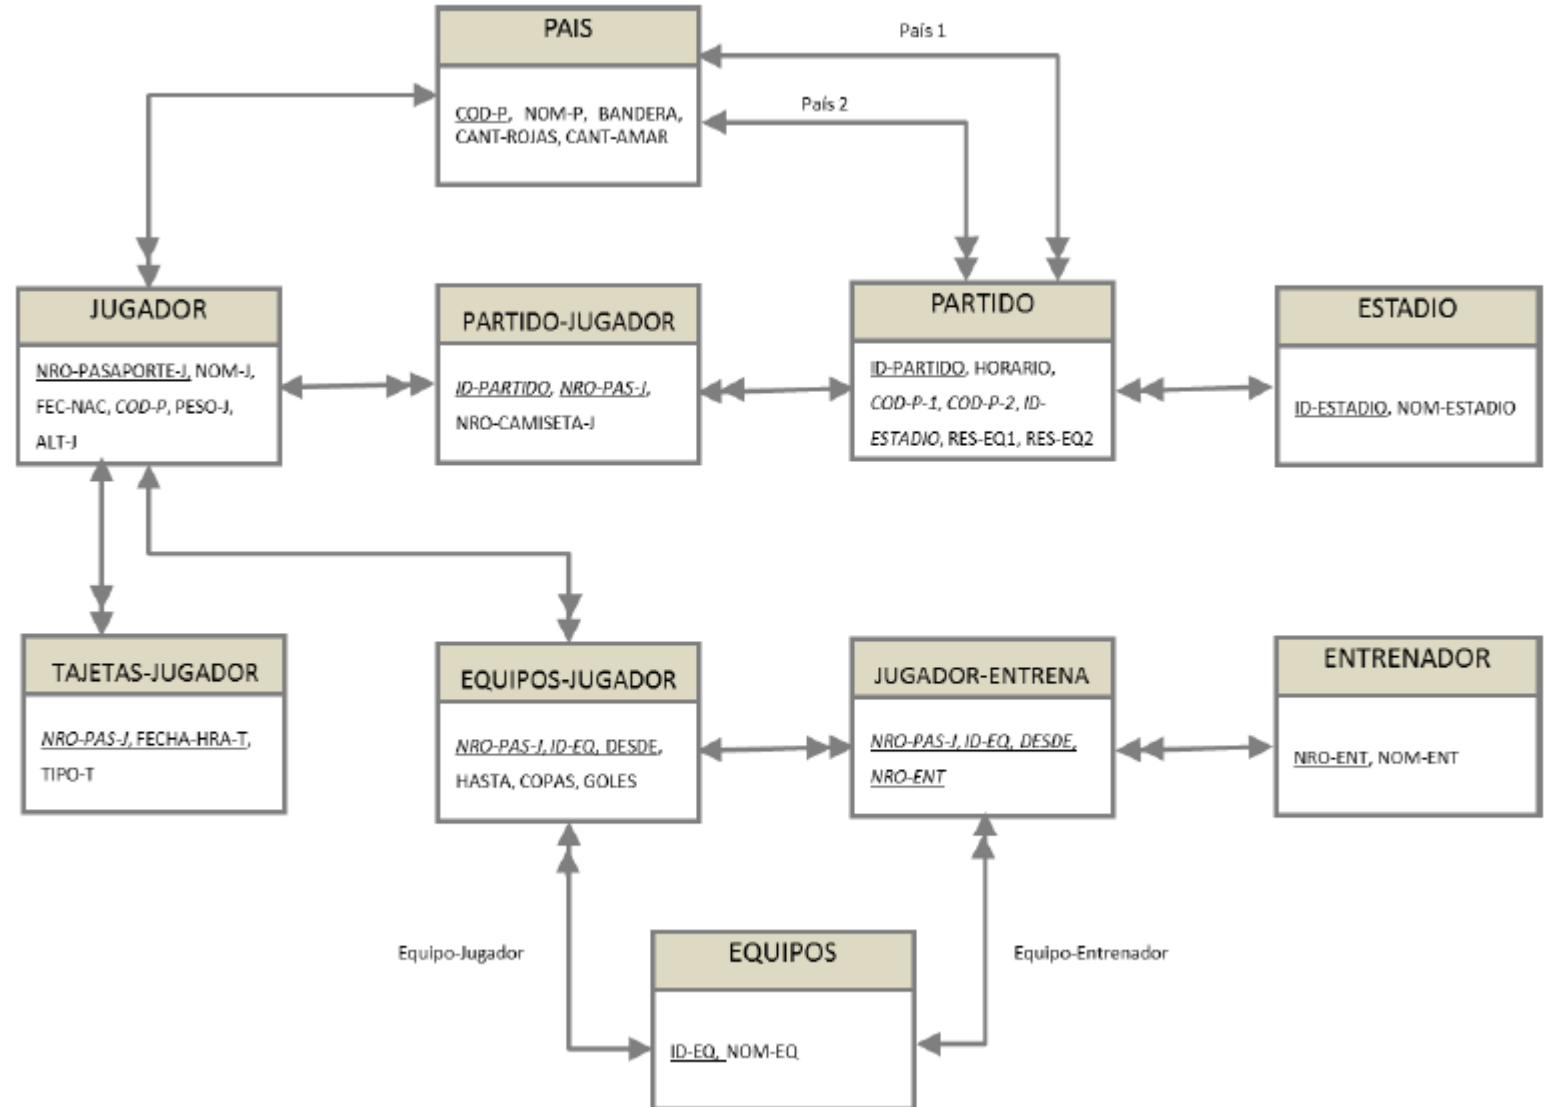 PAIS
COD-P, NOM-P, BANDERA,
CANT-ROJAS, CANT-AMAR
País 1
País 2
JUGADOR
NRO-PASAPORTE-J, NOM-J,
FEC-NAC, COD-P, PESO-J,
ALT-J
PARTIDO-JUGADOR
ID-PARTIDO, NRO-PAS-J,
NRO-CAMISETA-J
PARTIDO
ID-PARTIDO, HORARIO,
COD-P-1, COD-P-2, ID-
ESTADIO, RES-EQ1, RES-EQ2
ESTADIO
ID-ESTADIO, NOM-ESTADIO
TAJETAS-JUGADOR
NRO-PAS-J, FECHA-HRA-T,
TIPO-T
EQUIPOS-JUGADOR
NRO-PAS-J, ID-EQ, DESDE,
HASTA, COPAS, GOLES
JUGADOR-ENTRENA
NRO-PAS-J, ID-EQ, DESDE,
NRO-ENT
ENTRENADOR
NRO-ENT, NOM-ENT
Equipo-Jugador
EQUIPOS
ID-EQ, NOM-EQ
Equipo-Entrenador